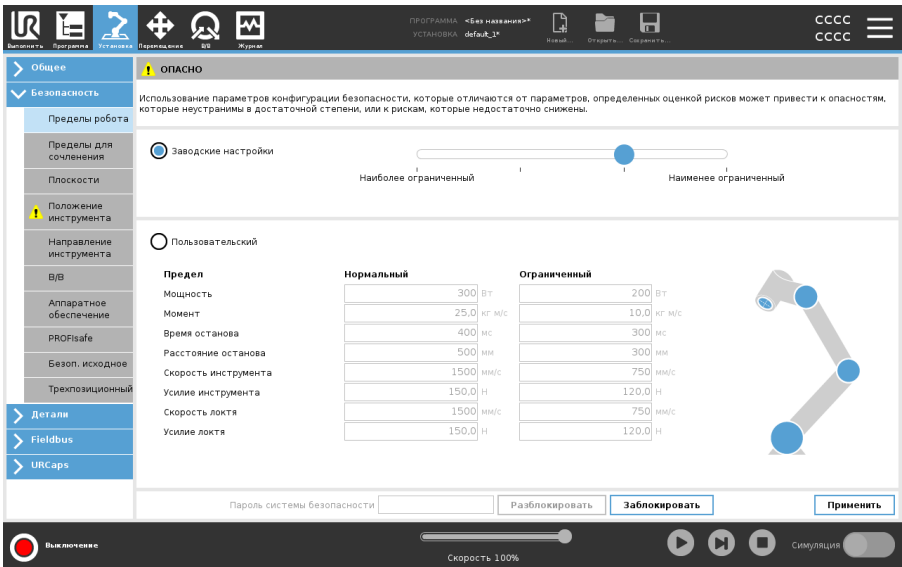 ПРОГРАММА <Без названия>*
УСТАНОВКА default_1*
Выполнить Программа Установка Перемещение В/В Журнал
Новый... Открыть... Сохранить...
CCCC
CCCC
Общее
Безопасность
Пределы робота
Пределы для
сочленения
Плоскости
Положение
инструмента
Направление
инструмента
В/В
Аппаратное
обеспечение
PROFIsafe
Безоп. исходное
Трехпозиционный
Детали
Fieldbus
URCaps
ОПАСНО
Использование параметров конфигурации безопасности, которые отличаются от параметров, определенных оценкой рисков может привести к опасностям,
которые неустранимы в достаточной степени, или к рискам, которые недостаточно снижены.
Заводские настройки
Наиболее ограниченный Наименее ограниченный
Пользовательский
Предел Нормальный Ограниченный
Мощность 300 Вт 200 Вт
Момент 25,0 кг м/с 10,0 кг м/с
Время останова 400 мс 300 мс
Расстояние останова 500 мм 300 мм
Скорость инструмента 1500 мм/с 750 мм/с
Усилие инструмента 150,0 Н 120,0 Н
Скорость локтя 1500 мм/с 750 мм/с
Усилие локтя 150,0 Н 120,0 Н
Пароль системы безопасности Разблокировать Заблокировать Применить
Выключение
Скорость 100%
Симуляция